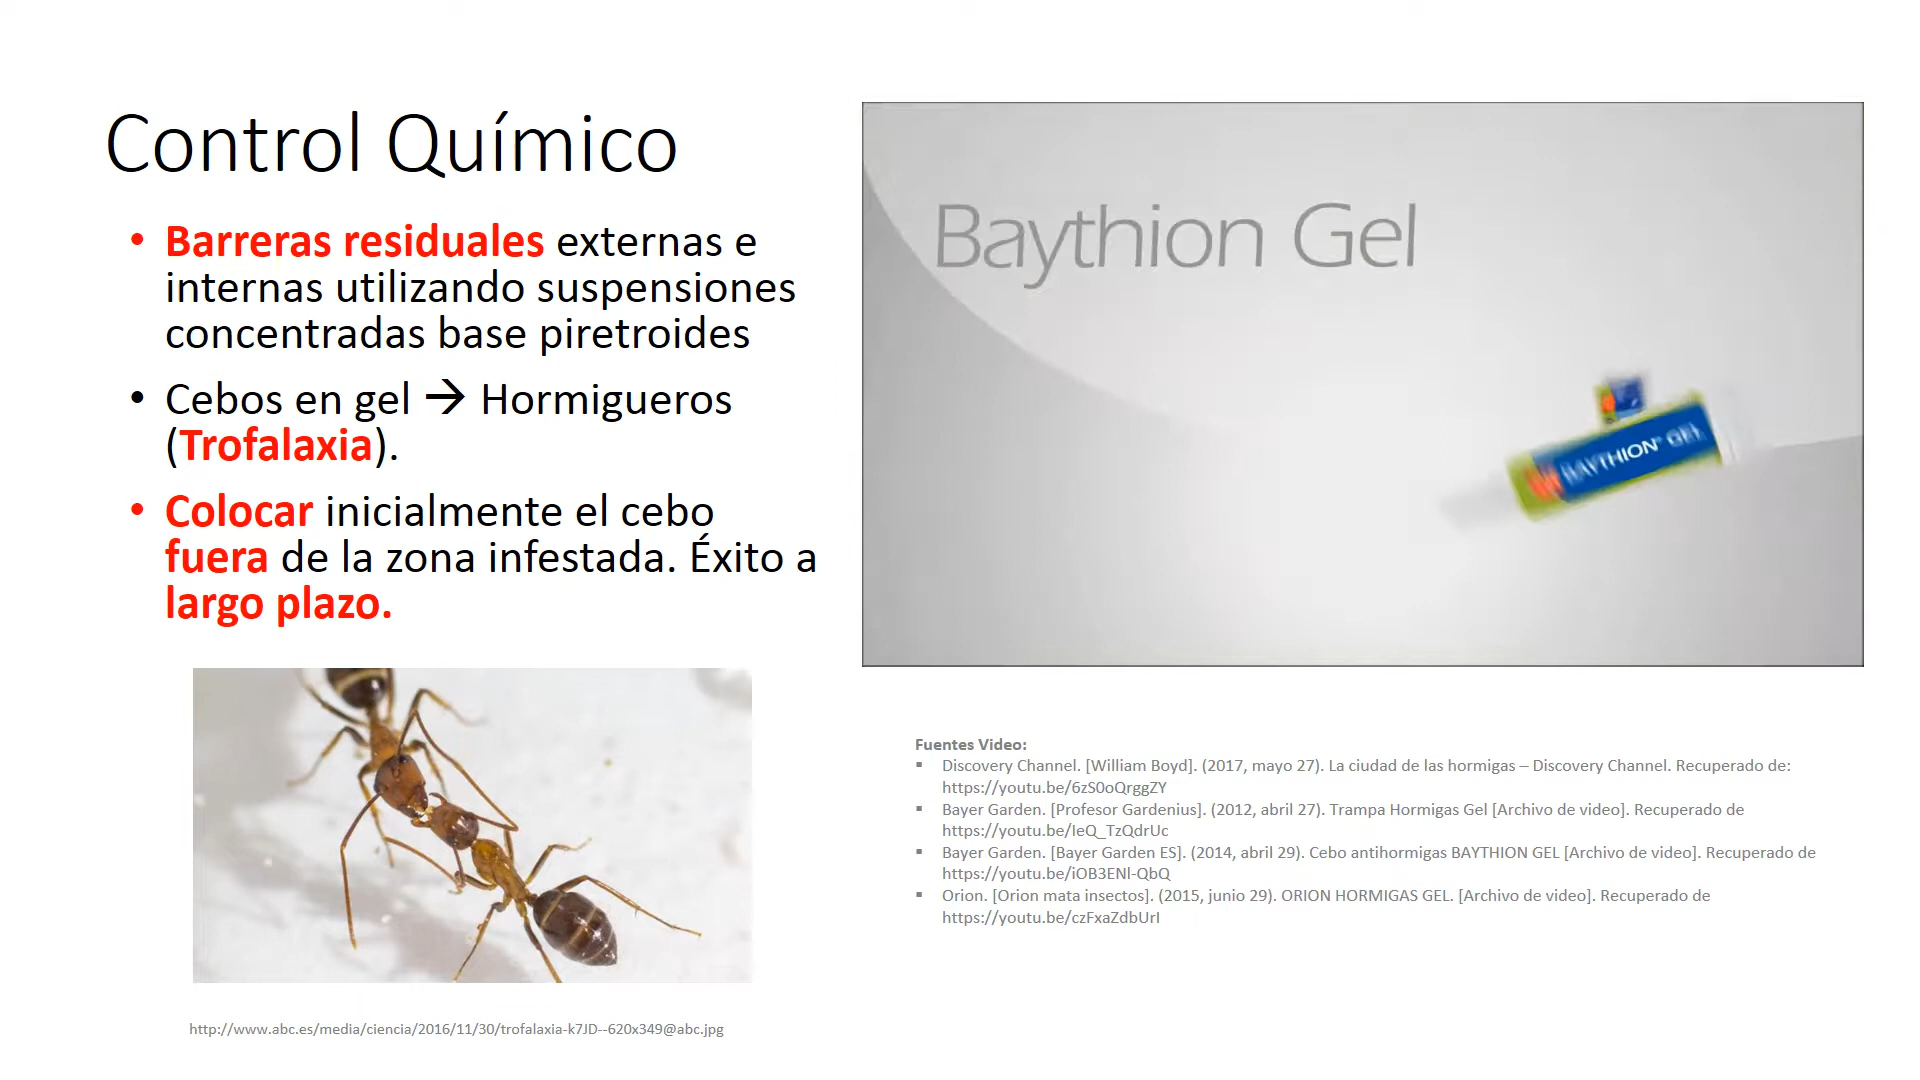 Control Químico
• Barreras residuales externas e
internas utilizando suspensiones
concentradas base piretroides
• Cebos en gel → Hormigueros
(Trofalaxia).
• Colocar inicialmente el cebo
fuera de la zona infestada. Éxito a
largo plazo.
http://www.abc.es/media/ciencia/2016/11/30/trofalaxia-k7JD--620x349@abc.jpg
Baythion Gel
BAYTHION® GEL
Fuentes Video:
▪ Discovery Channel. [William Boyd]. (2017, mayo 27). La ciudad de las hormigas – Discovery Channel. Recuperado de:
https://youtu.be/6zS0oQrggZY
▪ Bayer Garden. [Profesor Gardenius]. (2012, abril 27). Trampa Hormigas Gel [Archivo de video]. Recuperado de
https://youtu.be/IeQ_TzQdrUc
▪ Bayer Garden. [Bayer Garden ES]. (2014, abril 29). Cebo antihormigas BAYTHION GEL [Archivo de video]. Recuperado de
https://youtu.be/iOB3ENl-QbQ
▪ Orion. [Orion mata insectos]. (2015, junio 29). ORION HORMIGAS GEL. [Archivo de video]. Recuperado de
https://youtu.be/czFxaZdbUrI